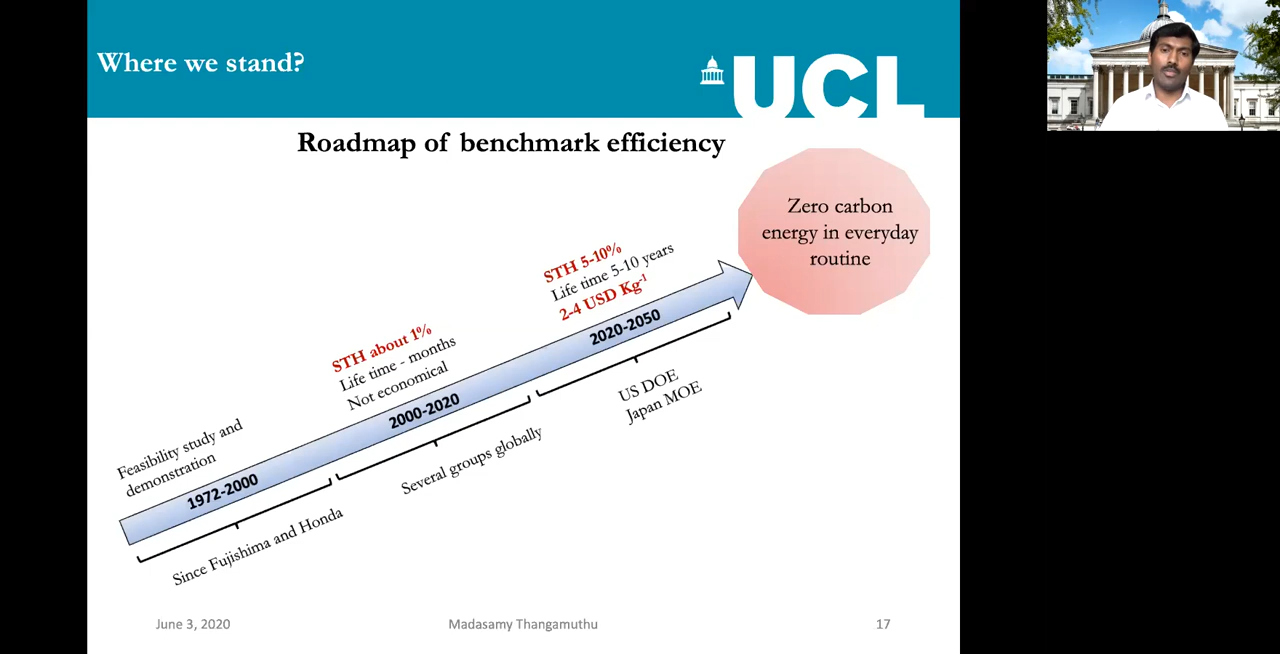 Where we stand?
UCL
Roadmap of benchmark efficiency
Zero carbon
energy in everyday
routine
STH 5-10%
Life time 5-10 years
2-4 USD Kg⁻¹
2020-2050
US DOE
Japan MOE
STH about 1%
Life time - months
Not economical
2000-2020
Several groups globally
Feasibility study and
demonstration
1972-2000
Since Fujishima and Honda
June 3, 2020
Madasamy Thangamuthu
17